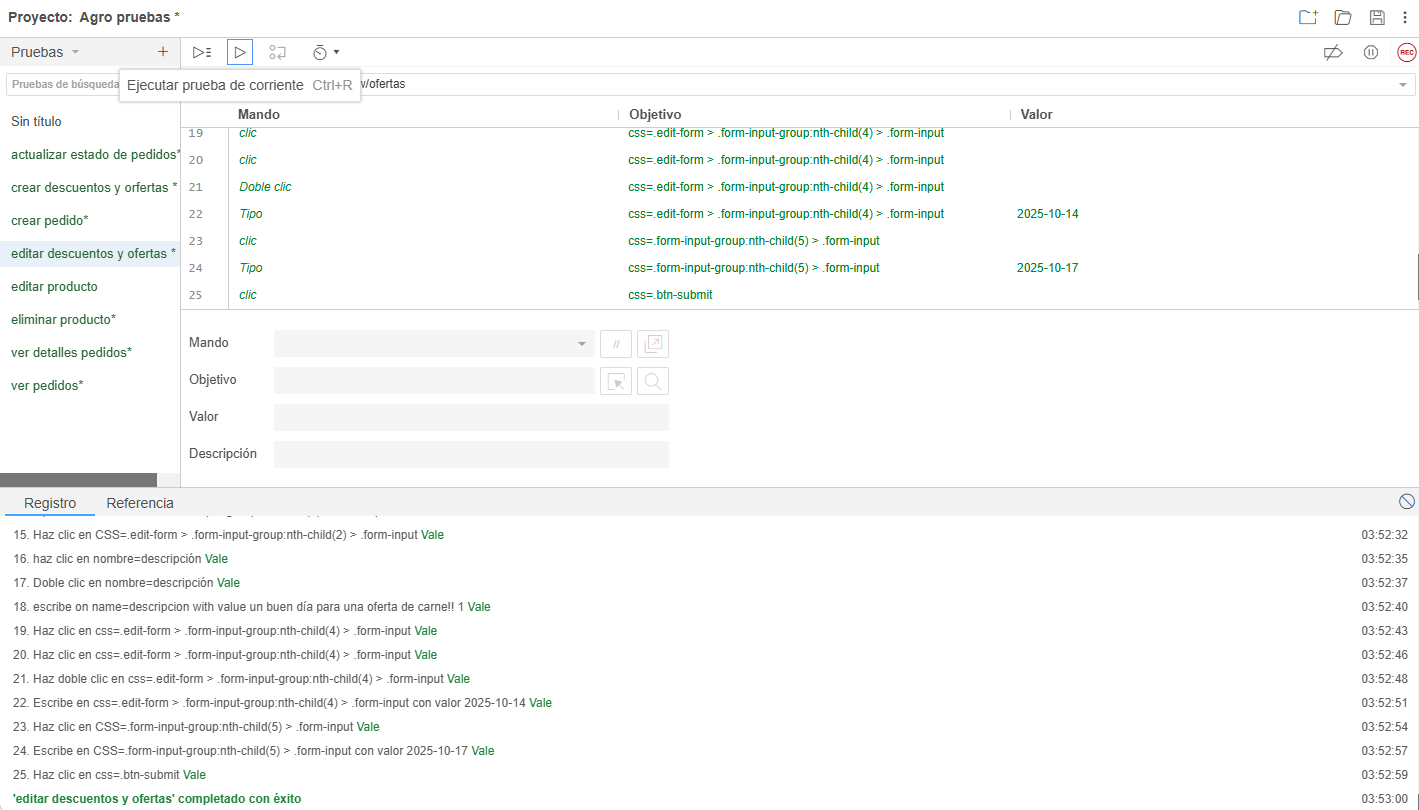 Proyecto: Agro pruebas *
Pruebas
REC
Pruebas de búsqueda
/ofertas
Ejecutar prueba de corriente Ctrl+R
Mando Objetivo Valor
Sin título
actualizar estado de pedidos*
crear descuentos y orfertas *
crear pedido*
editar descuentos y ofertas *
editar producto
eliminar producto*
ver detalles pedidos*
ver pedidos*
19 clic css=.edit-form > .form-input-group:nth-child(4) > .form-input
20 clic css=.edit-form > .form-input-group:nth-child(4) > .form-input
21 Doble clic css=.edit-form > .form-input-group:nth-child(4) > .form-input
22 Tipo css=.edit-form > .form-input-group:nth-child(4) > .form-input 2025-10-14
23 clic css=.form-input-group:nth-child(5) > .form-input
24 Tipo css=.form-input-group:nth-child(5) > .form-input 2025-10-17
25 clic css=.btn-submit
Mando //
Objetivo
Valor
Descripción
Registro Referencia
15. Haz clic en CSS=.edit-form > .form-input-group:nth-child(2) > .form-input Vale 03:52:32
16. haz clic en nombre=descripción Vale 03:52:35
17. Doble clic en nombre=descripción Vale 03:52:37
18. escribe on name=descripcion with value un buen día para una oferta de carne!! 1 Vale 03:52:40
19. Haz clic en css=.edit-form > .form-input-group:nth-child(4) > .form-input Vale 03:52:43
20. Haz clic en css=.edit-form > .form-input-group:nth-child(4) > .form-input Vale 03:52:46
21. Haz doble clic en css=.edit-form > .form-input-group:nth-child(4) > .form-input Vale 03:52:48
22. Escribe en css=.edit-form > .form-input-group:nth-child(4) > .form-input con valor 2025-10-14 Vale 03:52:51
23. Haz clic en CSS=.form-input-group:nth-child(5) > .form-input Vale 03:52:54
24. Escribe en CSS=.form-input-group:nth-child(5) > .form-input con valor 2025-10-17 Vale 03:52:57
25. Haz clic en css=.btn-submit Vale 03:52:59
'editar descuentos y ofertas' completado con éxito 03:53:00